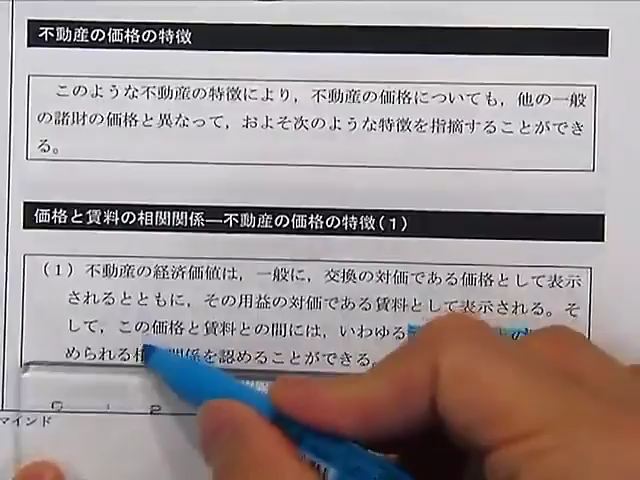 不動産の価格の特徴
このような不動産の特徴により，不動産の価格についても，他の一般
の諸財の価格と異なって，およそ次のような特徴を指摘することができ
る。
価格と賃料の相関関係―不動産の価格の特徴(1)
(1) 不動産の経済価値は，一般に，交換の対価である価格として表示
されるとともに，その用益の対価である賃料として表示される。そ
して，この価格と賃料との間には，いわゆる
められる相 関係を認めることができる。
0 1 2
マインド